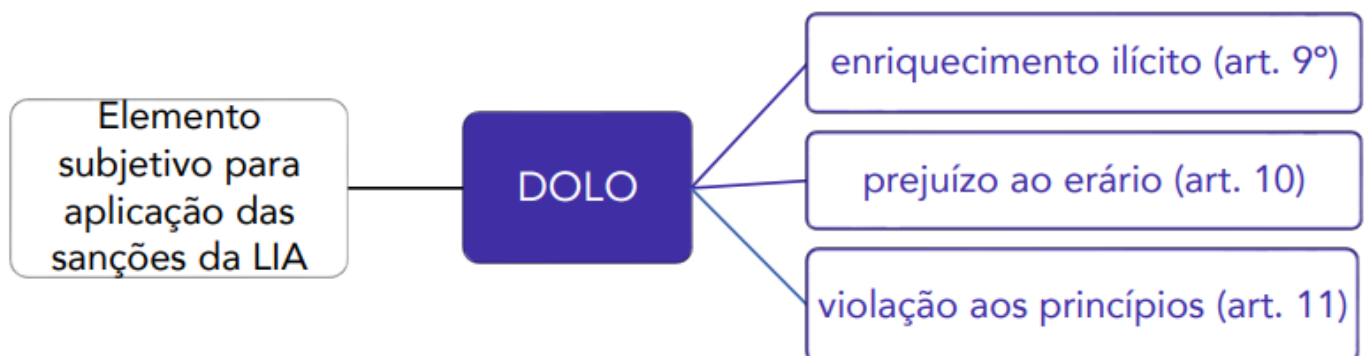 Elemento
subjetivo para
aplicação das
sanções da LIA
DOLO
enriquecimento ilícito (art. 9º)
prejuízo ao erário (art. 10)
violação aos princípios (art. 11)